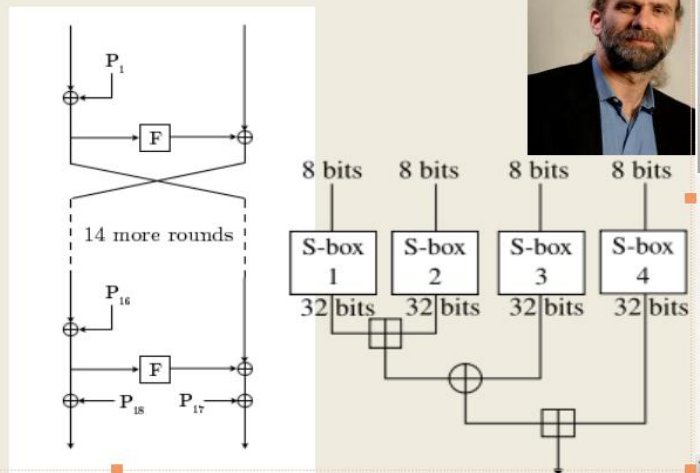 P1
F
14 more rounds
P16
F
P18 P17
8 bits 8 bits 8 bits 8 bits
S-box S-box S-box S-box
1 2 3 4
32 bits 32 bits 32 bits 32 bits